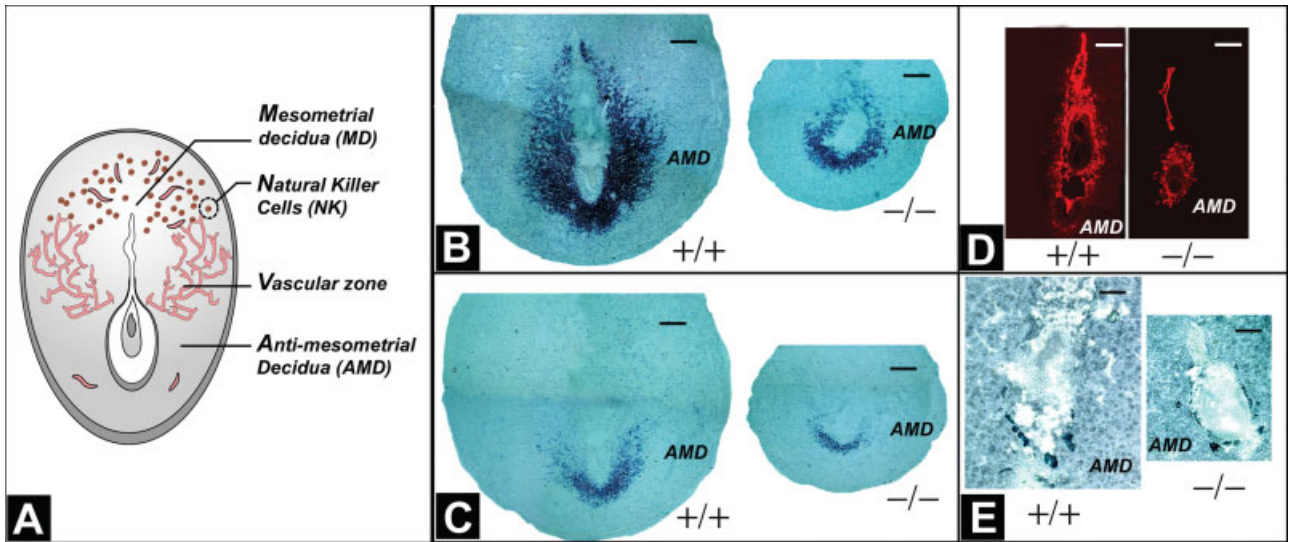 Mesometrial
decidua (MD)
Natural Killer
Cells (NK)
Vascular zone
Anti-mesometrial
Decidua (AMD)
A
AMD
AMD
B
+/+
−/−
AMD
AMD
C
+/+
−/−
AMD
AMD
D
+/+
−/−
AMD
AMD
E
+/+
−/−